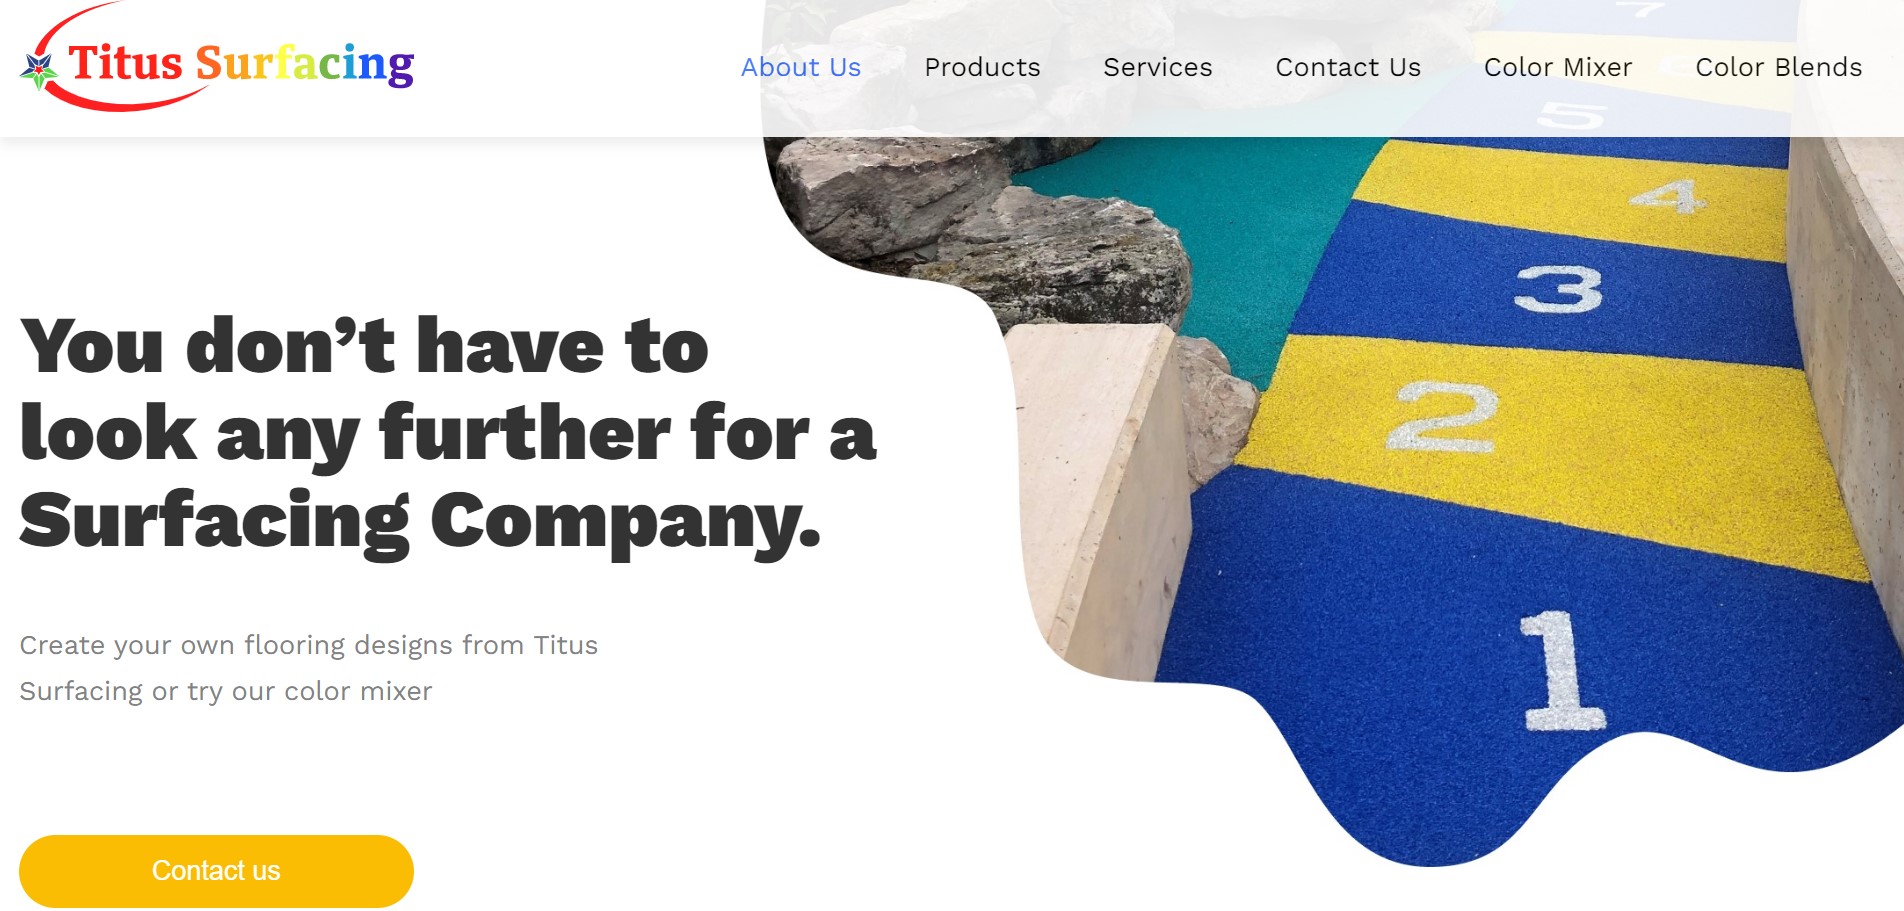 Titus Surfacing
About Us Products Services Contact Us Color Mixer Color Blends
7
5
4
3
2
1
You don’t have to
look any further for a
Surfacing Company.
Create your own flooring designs from Titus
Surfacing or try our color mixer
Contact us